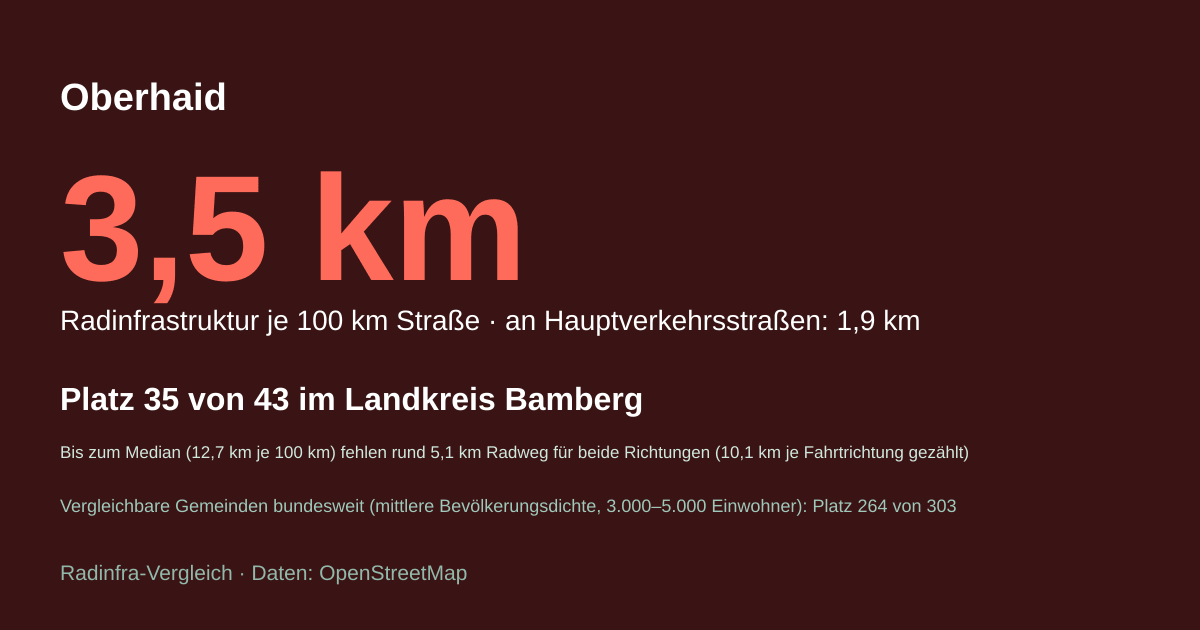 Oberhaid
3,5 km
Radinfrastruktur je 100 km Straße · an Hauptverkehrsstraßen: 1,9 km
Platz 35 von 43 im Landkreis Bamberg
Bis zum Median (12,7 km je 100 km) fehlen rund 5,1 km Radweg für beide Richtungen (10,1 km je Fahrtrichtung gezählt)
Vergleichbare Gemeinden bundesweit (mittlere Bevölkerungsdichte, 3.000–5.000 Einwohner): Platz 264 von 303
Radinfra-Vergleich · Daten: OpenStreetMap